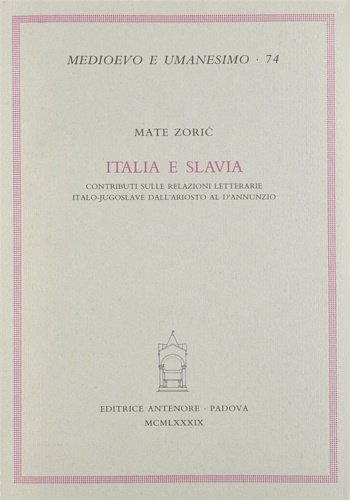 MEDIOEVO E UMANESIMO · 74
MATE ZORIĆ
ITALIA E SLAVIA
CONTRIBUTI SULLE RELAZIONI LETTERARIE
ITALO-JUGOSLAVE DALL'ARIOSTO AL D'ANNUNZIO
EDITRICE ANTENORE · PADOVA
MCMLXXXIX